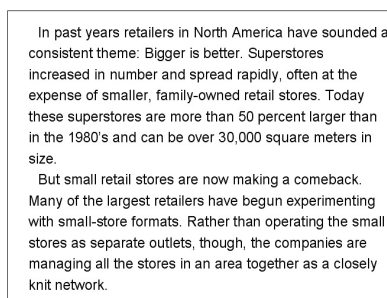 In past years retailers in North America have sounded a
consistent theme: Bigger is better. Superstores
increased in number and spread rapidly, often at the
expense of smaller, family-owned retail stores. Today
these superstores are more than 50 percent larger than
in the 1980's and can be over 30,000 square meters in
size.
But small retail stores are now making a comeback.
Many of the largest retailers have begun experimenting
with small-store formats. Rather than operating the small
stores as separate outlets, though, the companies are
managing all the stores in an area together as a closely
knit network.